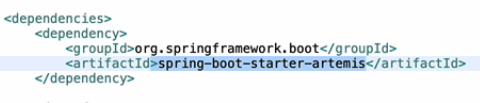 <dependencies>
<dependency>
<groupId>org.springframework.boot</groupId>
<artifactId>spring-boot-starter-artemis</artifactId>
</dependency>